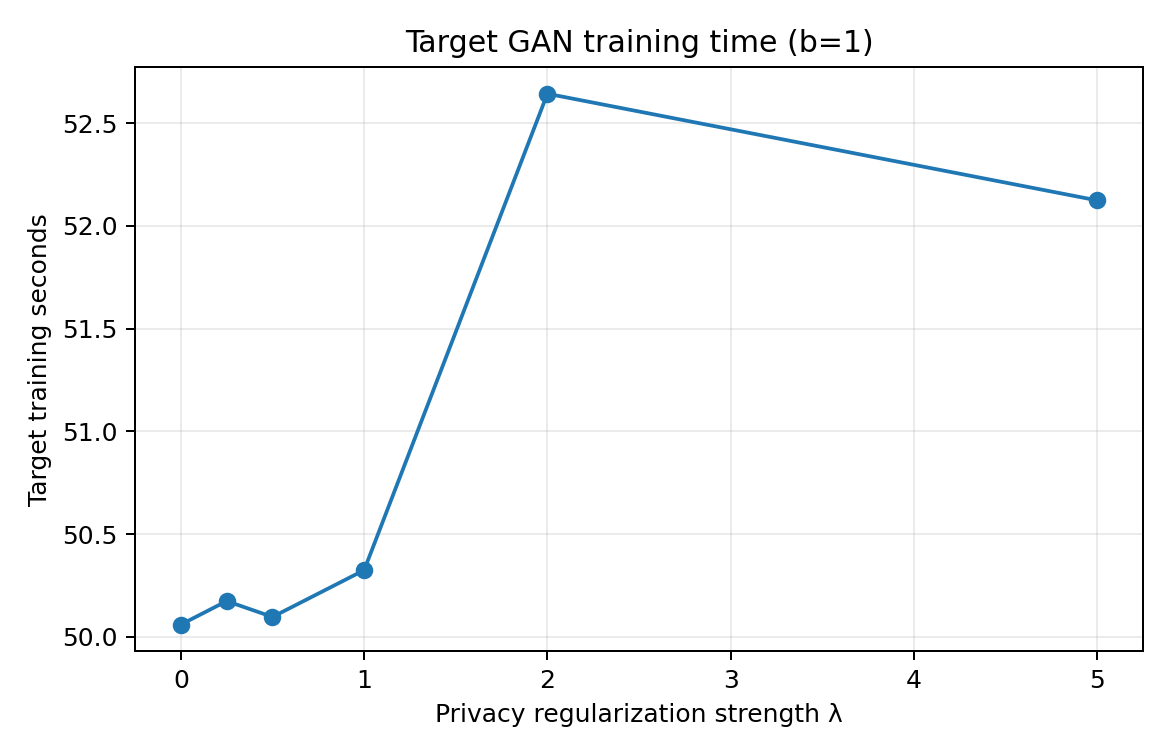 Target GAN training time (b=1)
Target training seconds
52.5
52.0
51.5
51.0
50.5
50.0
0 1 2 3 4 5
Privacy regularization strength λ